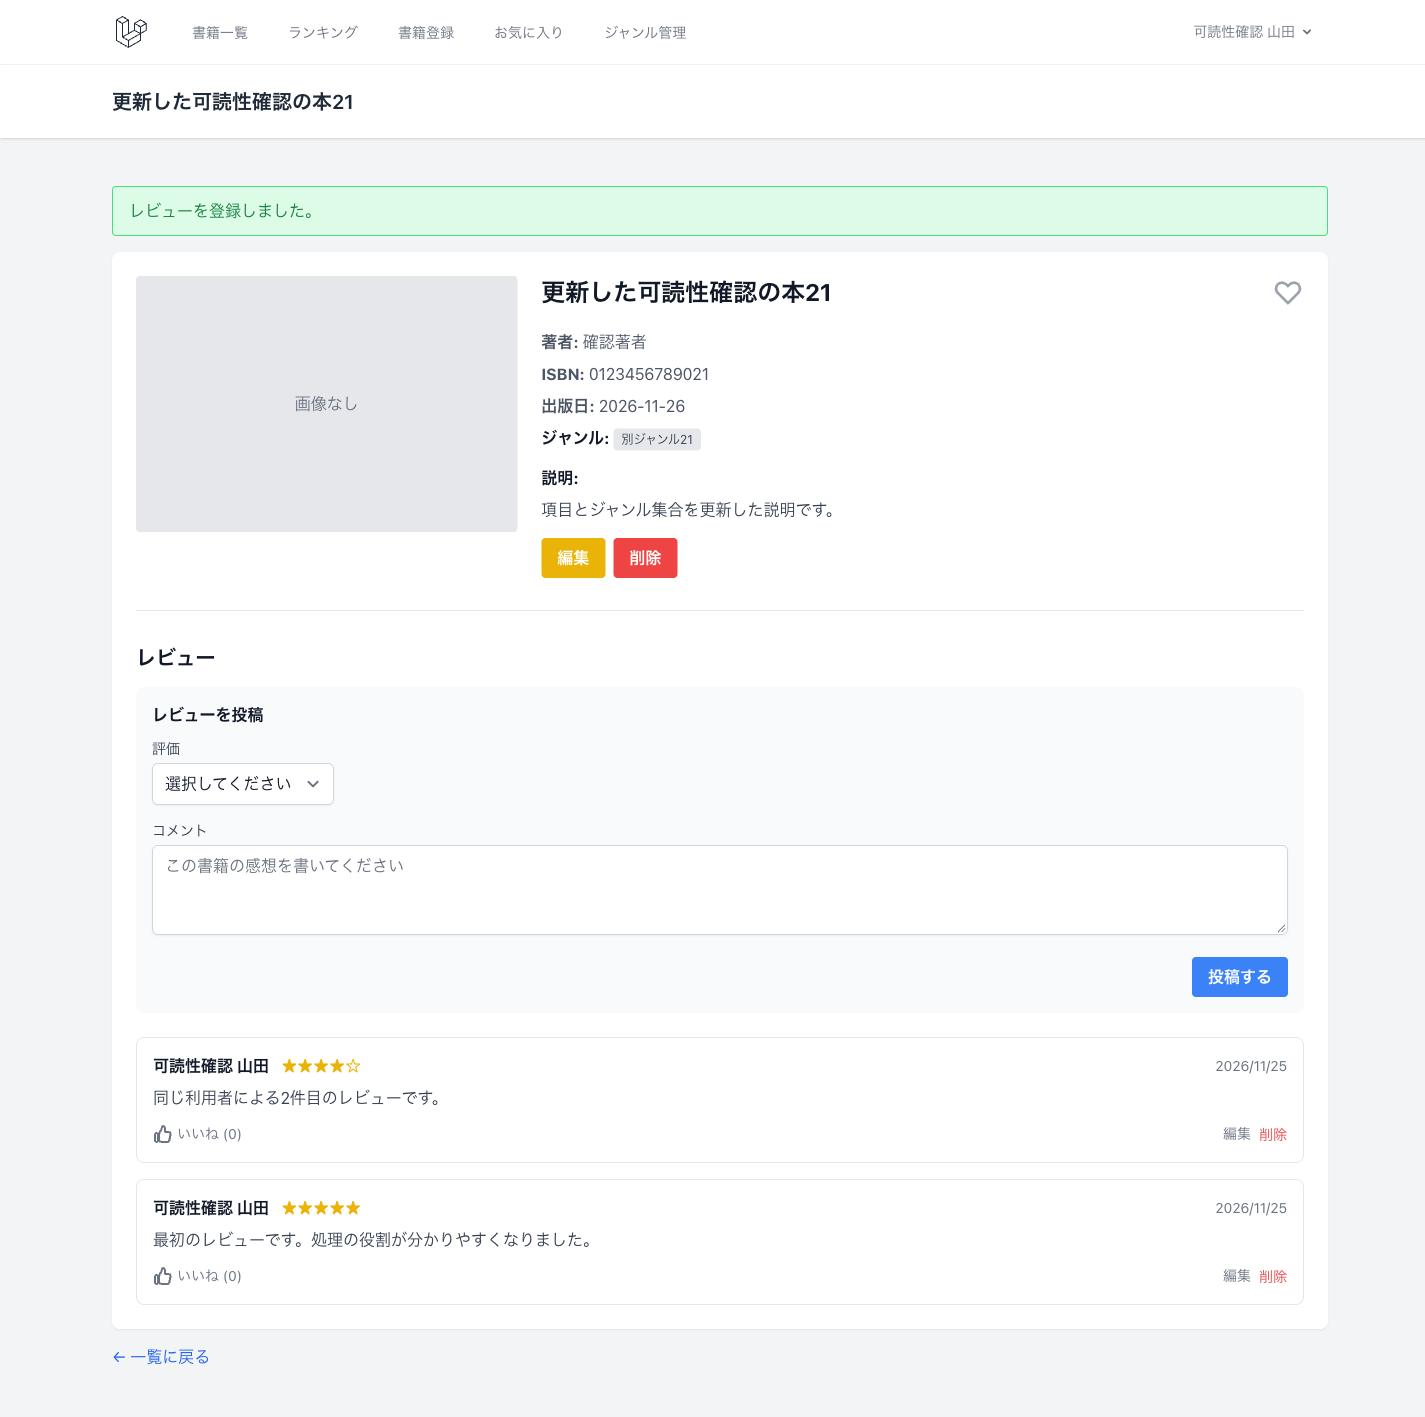 書籍一覧 ランキング 書籍登録 お気に入り ジャンル管理 可読性確認 山田
更新した可読性確認の本21
レビューを登録しました。
画像なし
更新した可読性確認の本21
著者: 確認著者
ISBN: 0123456789021
出版日: 2026-11-26
ジャンル: 別ジャンル21
説明:
項目とジャンル集合を更新した説明です。
編集 削除
レビュー
レビューを投稿
評価
選択してください
コメント
この書籍の感想を書いてください
投稿する
可読性確認 山田 ★★★★☆ 2026/11/25
同じ利用者による2件目のレビューです。
いいね (0) 編集 削除
可読性確認 山田 ★★★★★ 2026/11/25
最初のレビューです。処理の役割が分かりやすくなりました。
いいね (0) 編集 削除
← 一覧に戻る